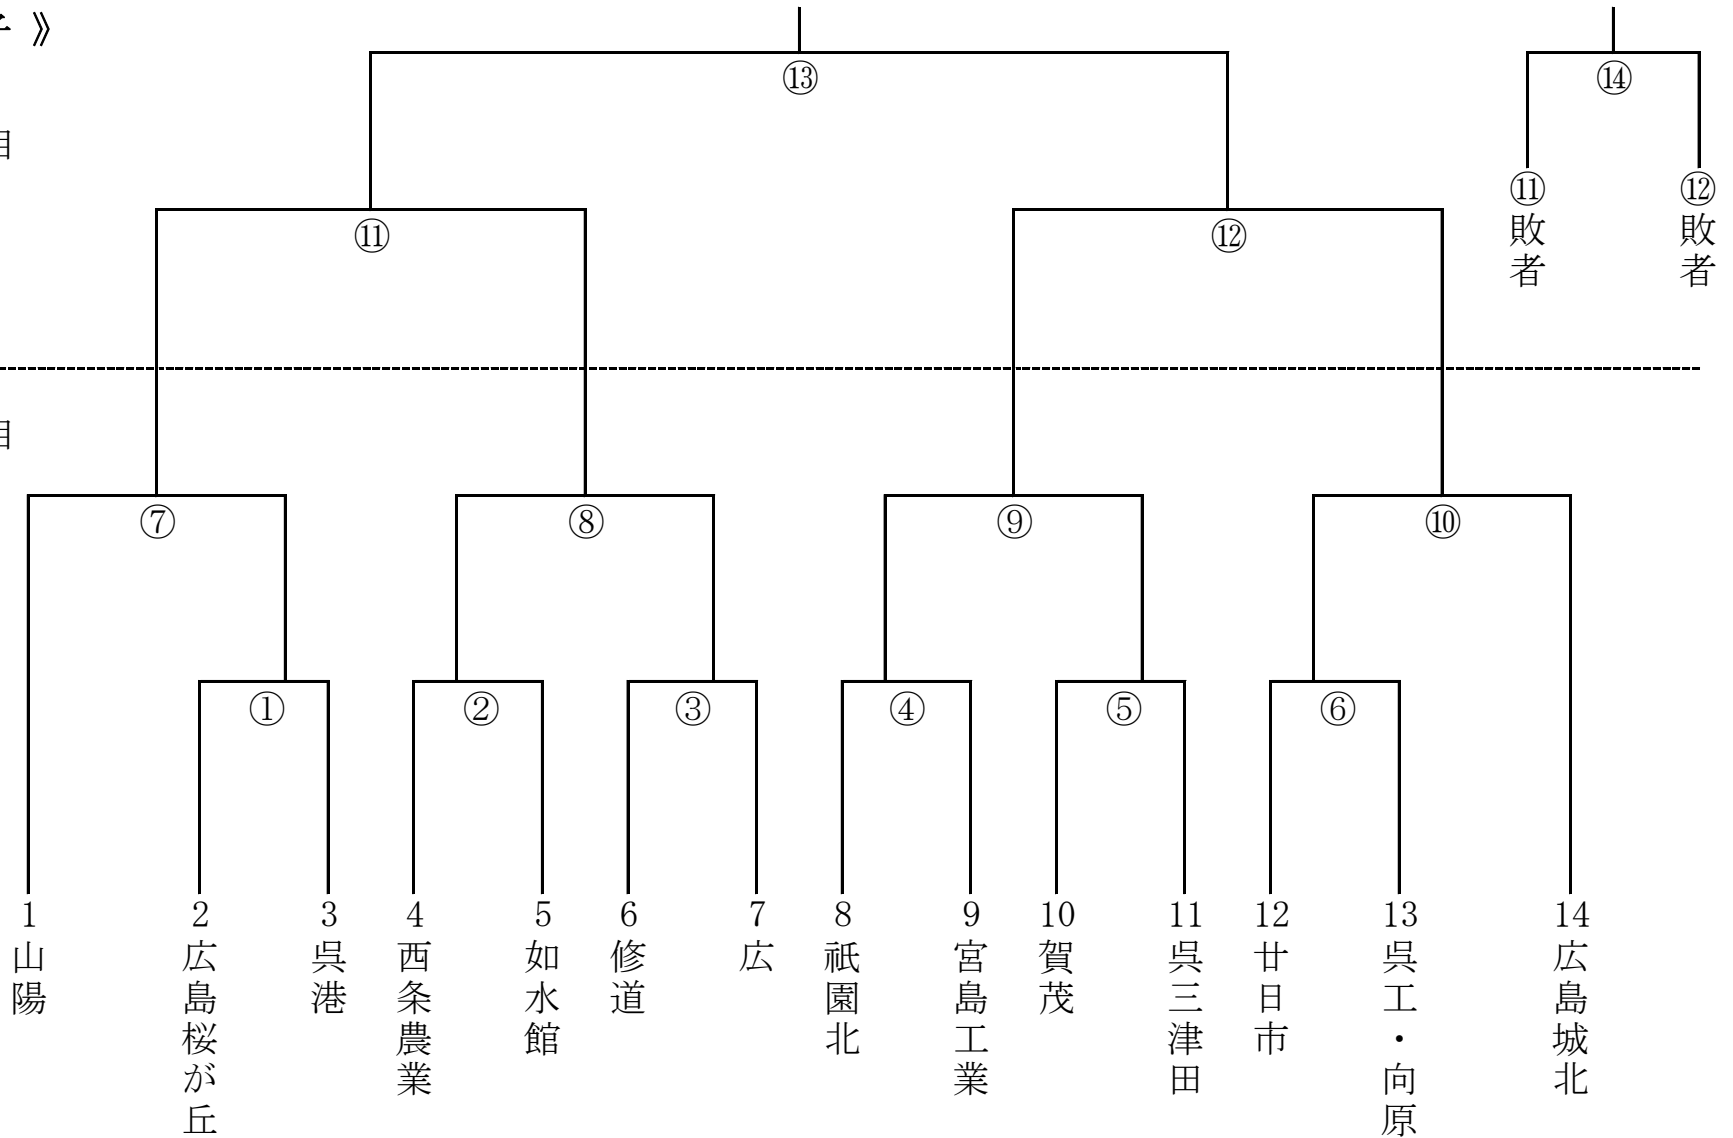 》
⑬
⑭
⑪敗者
⑫敗者
⑪
⑫
⑦
⑧
⑨
⑩
①
②
③
④
⑤
⑥
1 山陽
2 広島桜が丘
3 呉港
4 西条農業
5 如水館
6 修道
7 広
8 祇園北
9 宮島工業
10 賀茂
11 呉三津田
12 廿日市
13 呉工・向原
14 広島城北